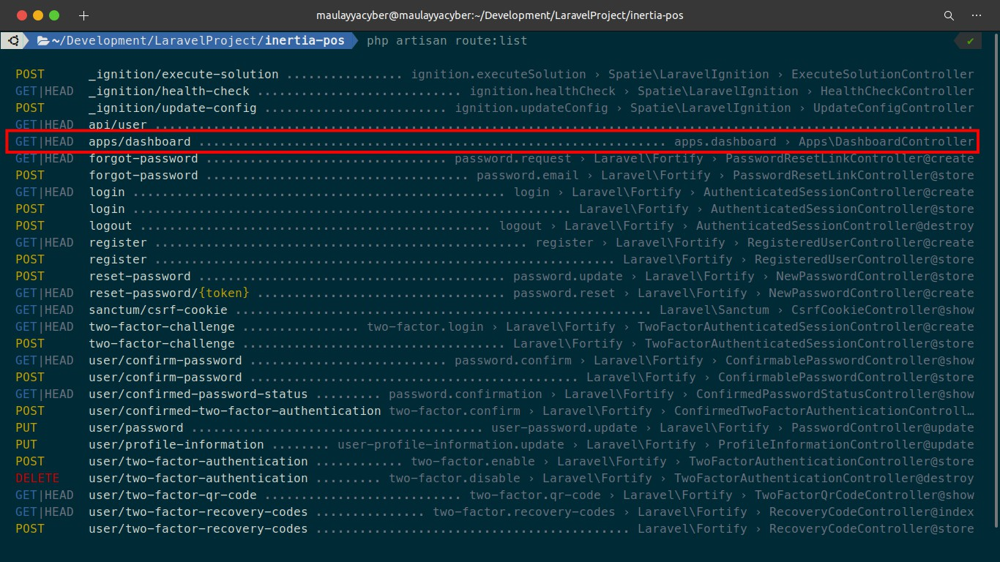 maulayyacyber@maulayyacyber:~/Development/LaravelProject/inertia-pos
~/Development/LaravelProject/inertia-pos php artisan route:list ✔
POST _ignition/execute-solution ................ ignition.executeSolution › Spatie\LaravelIgnition › ExecuteSolutionController
GET|HEAD _ignition/health-check ............................ ignition.healthCheck › Spatie\LaravelIgnition › HealthCheckController
POST _ignition/update-config ......................... ignition.updateConfig › Spatie\LaravelIgnition › UpdateConfigController
GET|HEAD api/user ................................................................................................................
GET|HEAD apps/dashboard ................................................................ apps.dashboard › Apps\DashboardController
GET|HEAD forgot-password ................................. password.request › Laravel\Fortify › PasswordResetLinkController@create
POST forgot-password .................................... password.email › Laravel\Fortify › PasswordResetLinkController@store
GET|HEAD login ................................................... login › Laravel\Fortify › AuthenticatedSessionController@create
POST login ............................................................ Laravel\Fortify › AuthenticatedSessionController@store
POST logout ................................................ logout › Laravel\Fortify › AuthenticatedSessionController@destroy
GET|HEAD register ................................................... register › Laravel\Fortify › RegisteredUserController@create
POST register ............................................................... Laravel\Fortify › RegisteredUserController@store
POST reset-password .......................................... password.update › Laravel\Fortify › NewPasswordController@store
GET|HEAD reset-password/{token} .................................. password.reset › Laravel\Fortify › NewPasswordController@create
GET|HEAD sanctum/csrf-cookie ......................................................... Laravel\Sanctum › CsrfCookieController@show
GET|HEAD two-factor-challenge ................ two-factor.login › Laravel\Fortify › TwoFactorAuthenticatedSessionController@create
POST two-factor-challenge .................................... Laravel\Fortify › TwoFactorAuthenticatedSessionController@store
GET|HEAD user/confirm-password ........................... password.confirm › Laravel\Fortify › ConfirmablePasswordController@show
POST user/confirm-password ............................................. Laravel\Fortify › ConfirmablePasswordController@store
GET|HEAD user/confirmed-password-status ......... password.confirmation › Laravel\Fortify › ConfirmedPasswordStatusController@show
POST user/confirmed-two-factor-authentication two-factor.confirm › Laravel\Fortify › ConfirmedTwoFactorAuthenticationControll…
PUT user/password ........................................ user-password.update › Laravel\Fortify › PasswordController@update
PUT user/profile-information ........ user-profile-information.update › Laravel\Fortify › ProfileInformationController@update
POST user/two-factor-authentication ............ two-factor.enable › Laravel\Fortify › TwoFactorAuthenticationController@store
DELETE user/two-factor-authentication ......... two-factor.disable › Laravel\Fortify › TwoFactorAuthenticationController@destroy
GET|HEAD user/two-factor-qr-code ........................... two-factor.qr-code › Laravel\Fortify › TwoFactorQrCodeController@show
GET|HEAD user/two-factor-recovery-codes ............... two-factor.recovery-codes › Laravel\Fortify › RecoveryCodeController@index
POST user/two-factor-recovery-codes ........................................... Laravel\Fortify › RecoveryCodeController@store